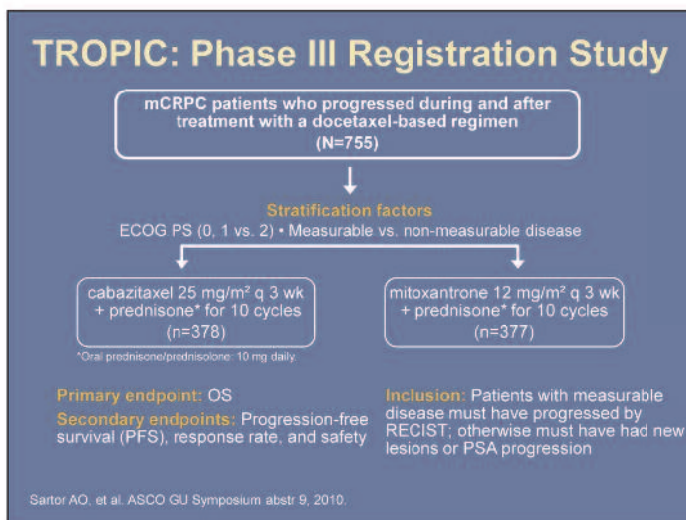 TROPIC: Phase III Registration Study
mCRPC patients who progressed during and after
treatment with a docetaxel-based regimen
(N=755)
Stratification factors
ECOG PS (0, 1 vs. 2) • Measurable vs. non-measurable disease
cabazitaxel 25 mg/m² q 3 wk
+ prednisone* for 10 cycles
(n=378)
mitoxantrone 12 mg/m² q 3 wk
+ prednisone* for 10 cycles
(n=377)
*Oral prednisone/prednisolone: 10 mg daily.
Primary endpoint: OS
Secondary endpoints: Progression-free
survival (PFS), response rate, and safety
Inclusion: Patients with measurable
disease must have progressed by
RECIST; otherwise must have had new
lesions or PSA progression
Sartor AO, et al. ASCO GU Symposium abstr 9, 2010.